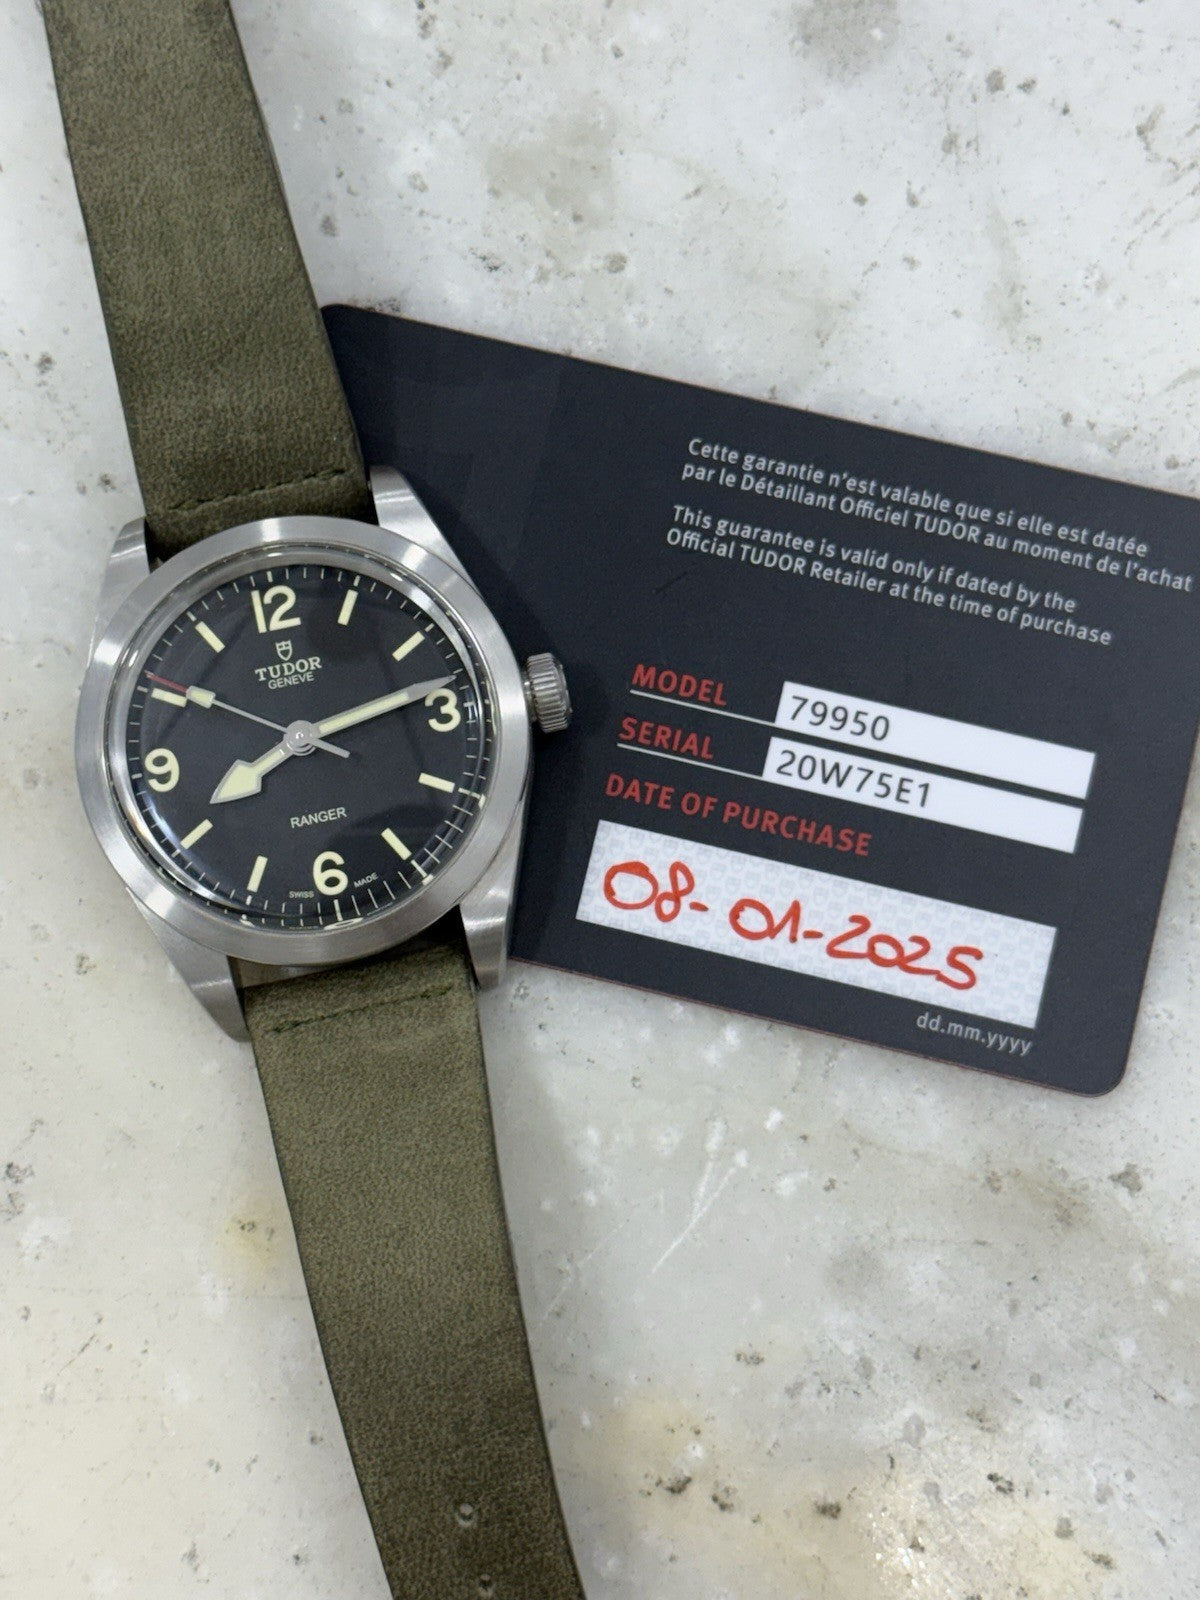 12
TUDOR
GENEVE
3
9
RANGER
6
SWISS MADE
Cette garantie n'est valable que si elle est datée
par le Détaillant Officiel TUDOR au moment de l'achat
This guarantee is valid only if dated by the
Official TUDOR Retailer at the time of purchase
MODEL 79950
SERIAL 20W75E1
DATE OF PURCHASE
08-01-2025
dd.mm.yyyy